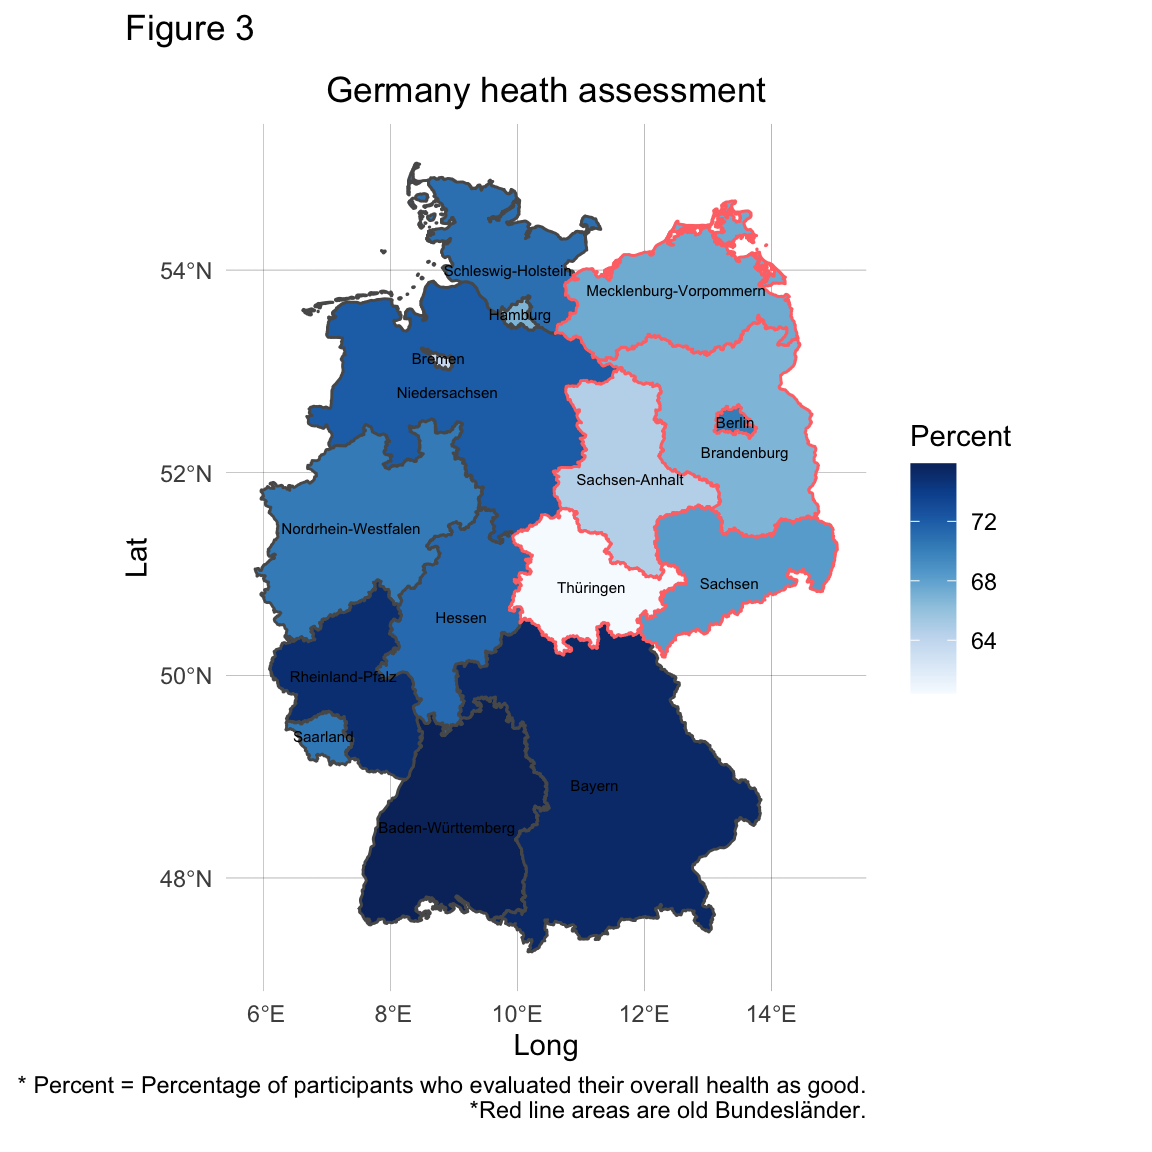 Figure 3
Germany heath assessment
54°N
52°N
50°N
48°N
Lat
Schleswig-Holstein
Mecklenburg-Vorpommern
Hamburg
Bremen
Niedersachsen
Berlin
Brandenburg
Sachsen-Anhalt
Nordrhein-Westfalen
Thüringen
Sachsen
Hessen
Rheinland-Pfalz
Saarland
Bayern
Baden-Württemberg
6°E
8°E
10°E
12°E
14°E
Long
Percent
72
68
64
* Percent = Percentage of participants who evaluated their overall health as good.
*Red line areas are old Bundesländer.